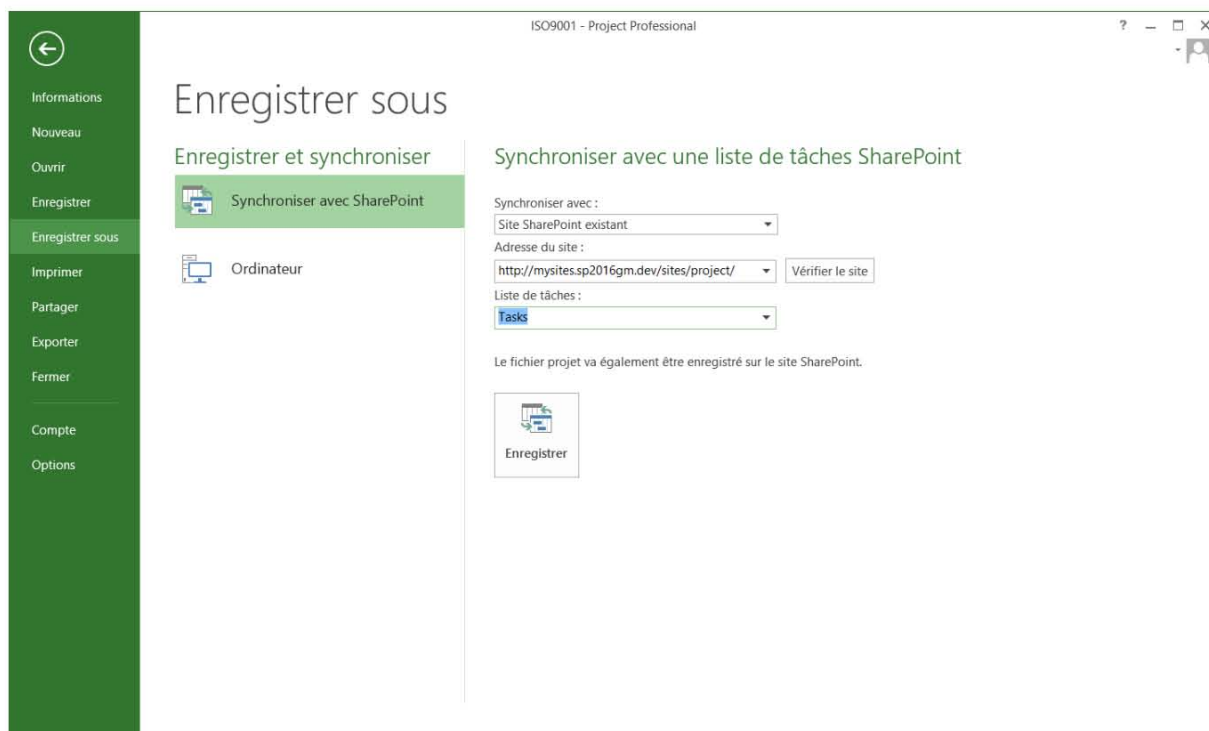 ISO9001 - Project Professional
?
Informations
Nouveau
Ouvrir
Enregistrer
Enregistrer sous
Imprimer
Partager
Exporter
Fermer
Compte
Options
Enregistrer sous
Enregistrer et synchroniser
Synchroniser avec SharePoint
Ordinateur
Synchroniser avec une liste de tâches SharePoint
Synchroniser avec :
Site SharePoint existant
Adresse du site :
http://mysites.sp2016gm.dev/sites/project/ Vérifier le site
Liste de tâches :
Tasks
Le fichier projet va également être enregistré sur le site SharePoint.
Enregistrer